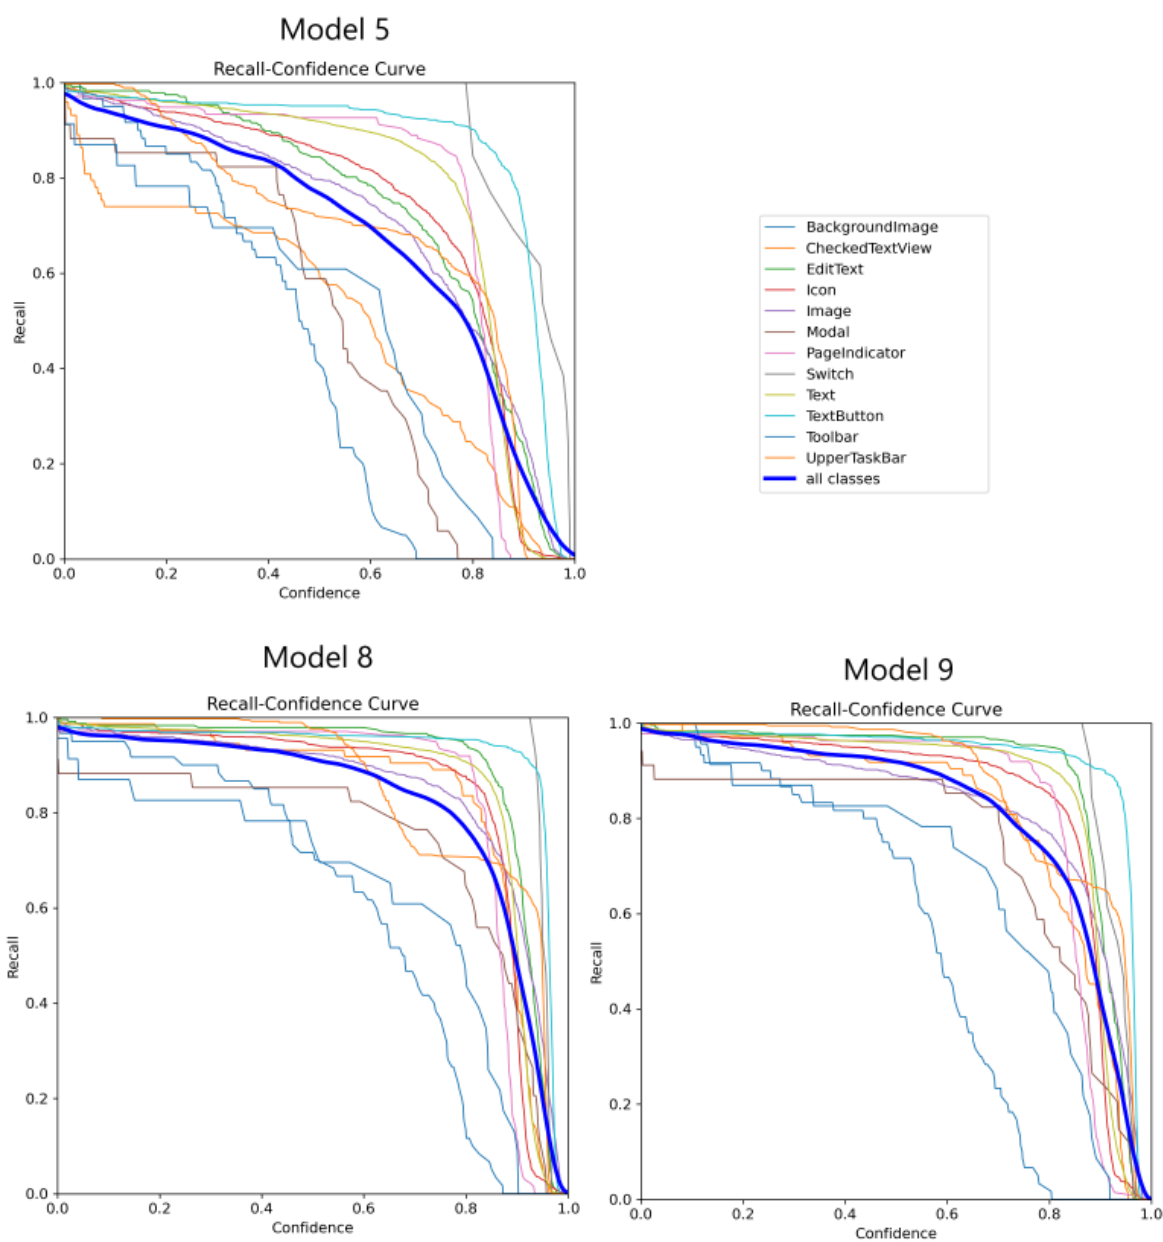 Model 5
Recall-Confidence Curve
1.0
0.8
0.6
0.4
0.2
0.0
Recall
0.0 0.2 0.4 0.6 0.8 1.0
Confidence
BackgroundImage
CheckedTextView
EditText
Icon
Image
Modal
PageIndicator
Switch
Text
TextButton
Toolbar
UpperTaskBar
all classes
Model 8
Recall-Confidence Curve
1.0
0.8
0.6
0.4
0.2
0.0
Recall
0.0 0.2 0.4 0.6 0.8 1.0
Confidence
Model 9
Recall-Confidence Curve
1.0
0.8
0.6
0.4
0.2
0.0
Recall
0.0 0.2 0.4 0.6 0.8 1.0
Confidence